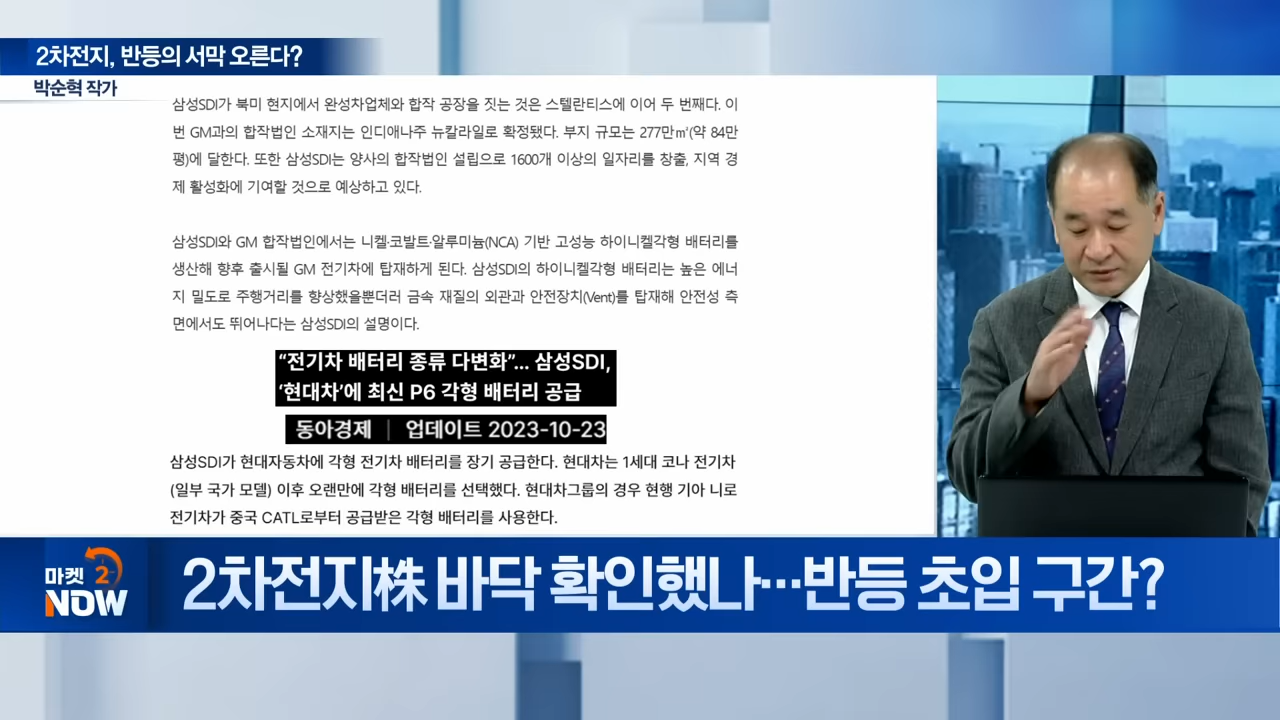 2차전지, 반등의 서막 오른다?
박순혁 작가
삼성SDI가 북미 현지에서 완성차업체와 합작 공장을 짓는 것은 스텔란티스에 이어 두 번째다. 이
번 GM과의 합작법인 소재지는 인디애나주 뉴칼라일로 확정됐다. 부지 규모는 277만㎡(약 84만
평)에 달한다. 또한 삼성SDI는 양사의 합작법인 설립으로 1600개 이상의 일자리를 창출, 지역 경
제 활성화에 기여할 것으로 예상하고 있다.
삼성SDI와 GM 합작법인에서는 니켈·코발트·알루미늄(NCA) 기반 고성능 하이니켈각형 배터리를
생산해 향후 출시될 GM 전기차에 탑재하게 된다. 삼성SDI의 하이니켈각형 배터리는 높은 에너
지 밀도로 주행거리를 향상했을뿐더러 금속 재질의 외관과 안전장치(Vent)를 탑재해 안전성 측
면에서도 뛰어나다는 삼성SDI의 설명이다.
“전기차 배터리 종류 다변화”... 삼성SDI,
‘현대차’에 최신 P6 각형 배터리 공급
동아경제 | 업데이트 2023-10-23
삼성SDI가 현대자동차에 각형 전기차 배터리를 장기 공급한다. 현대차는 1세대 코나 전기차
(일부 국가 모델) 이후 오랜만에 각형 배터리를 선택했다. 현대차그룹의 경우 현행 기아 니로
전기차가 중국 CATL로부터 공급받은 각형 배터리를 사용한다.
마켓 2
NOW
2차전지株 바닥 확인했나…반등 초입 구간?